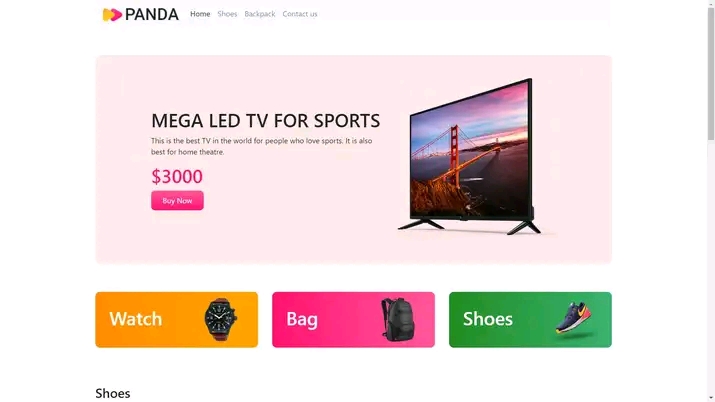 PANDA Home Shoes Backpack Contact us
MEGA LED TV FOR SPORTS
This is the best TV in the world for people who love sports. It is also
best for home theatre.
$3000
Buy Now
Watch
Bag
Shoes
Shoes